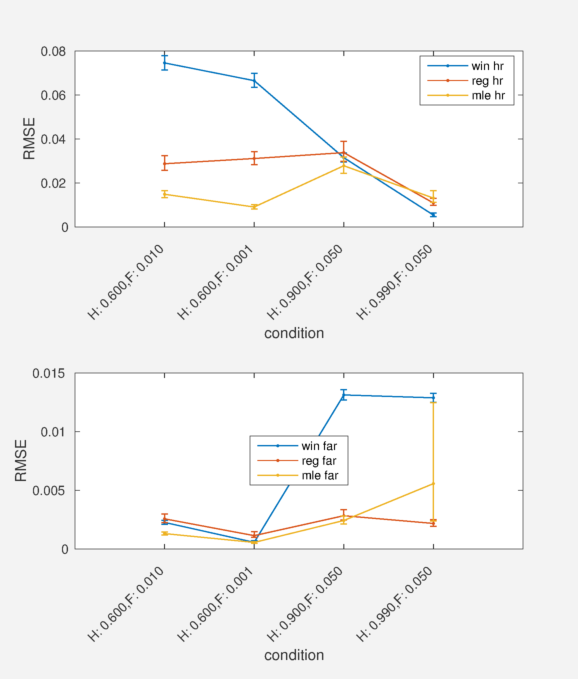 0.08
0.06
0.04
0.02
0
RMSE
win hr
reg hr
mle hr
H: 0.600,F: 0.010
H: 0.600,F: 0.001
H: 0.900,F: 0.050
H: 0.990,F: 0.050
condition
0.015
0.01
0.005
0
RMSE
win far
reg far
mle far
H: 0.600,F: 0.010
H: 0.600,F: 0.001
H: 0.900,F: 0.050
H: 0.990,F: 0.050
condition